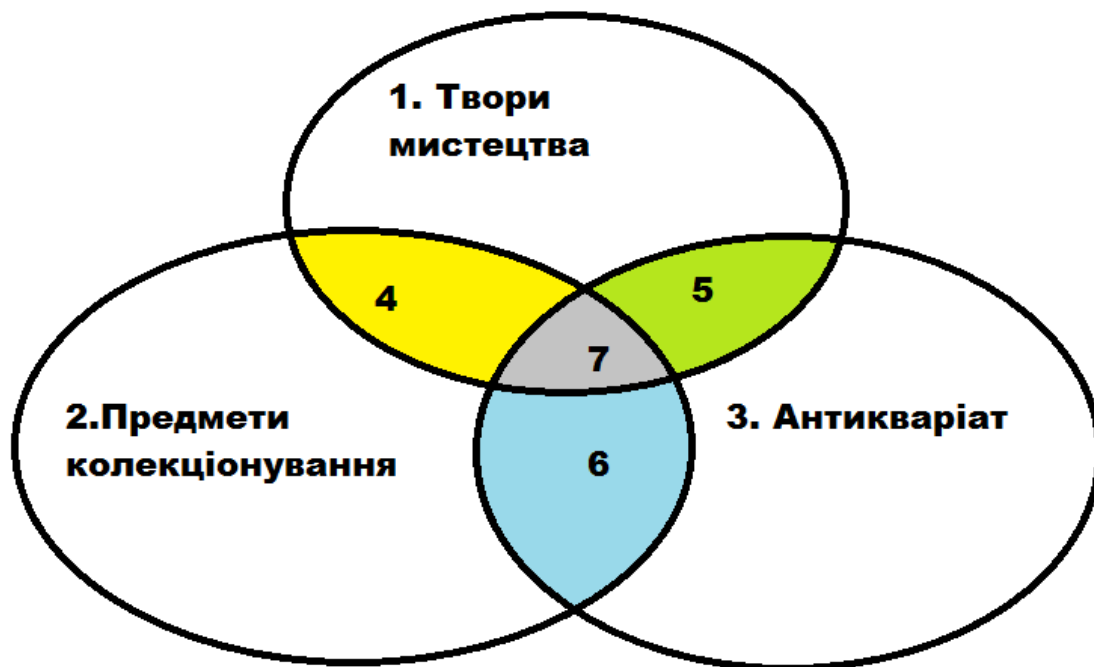 1. Твори
мистецтва
4
5
7
2.Предмети
колекціонування
3. Антикваріат
6